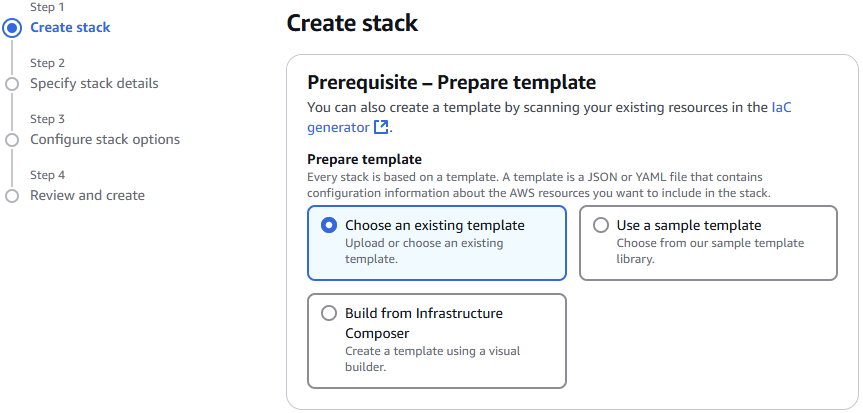 Step 1
Create stack
Step 2
Specify stack details
Step 3
Configure stack options
Step 4
Review and create
Create stack
Prerequisite – Prepare template
You can also create a template by scanning your existing resources in the IaC
generator.
Prepare template
Every stack is based on a template. A template is a JSON or YAML file that contains
configuration information about the AWS resources you want to include in the stack.
Choose an existing template
Upload or choose an existing
template.
Use a sample template
Choose from our sample template
library.
Build from Infrastructure
Composer
Create a template using a visual
builder.